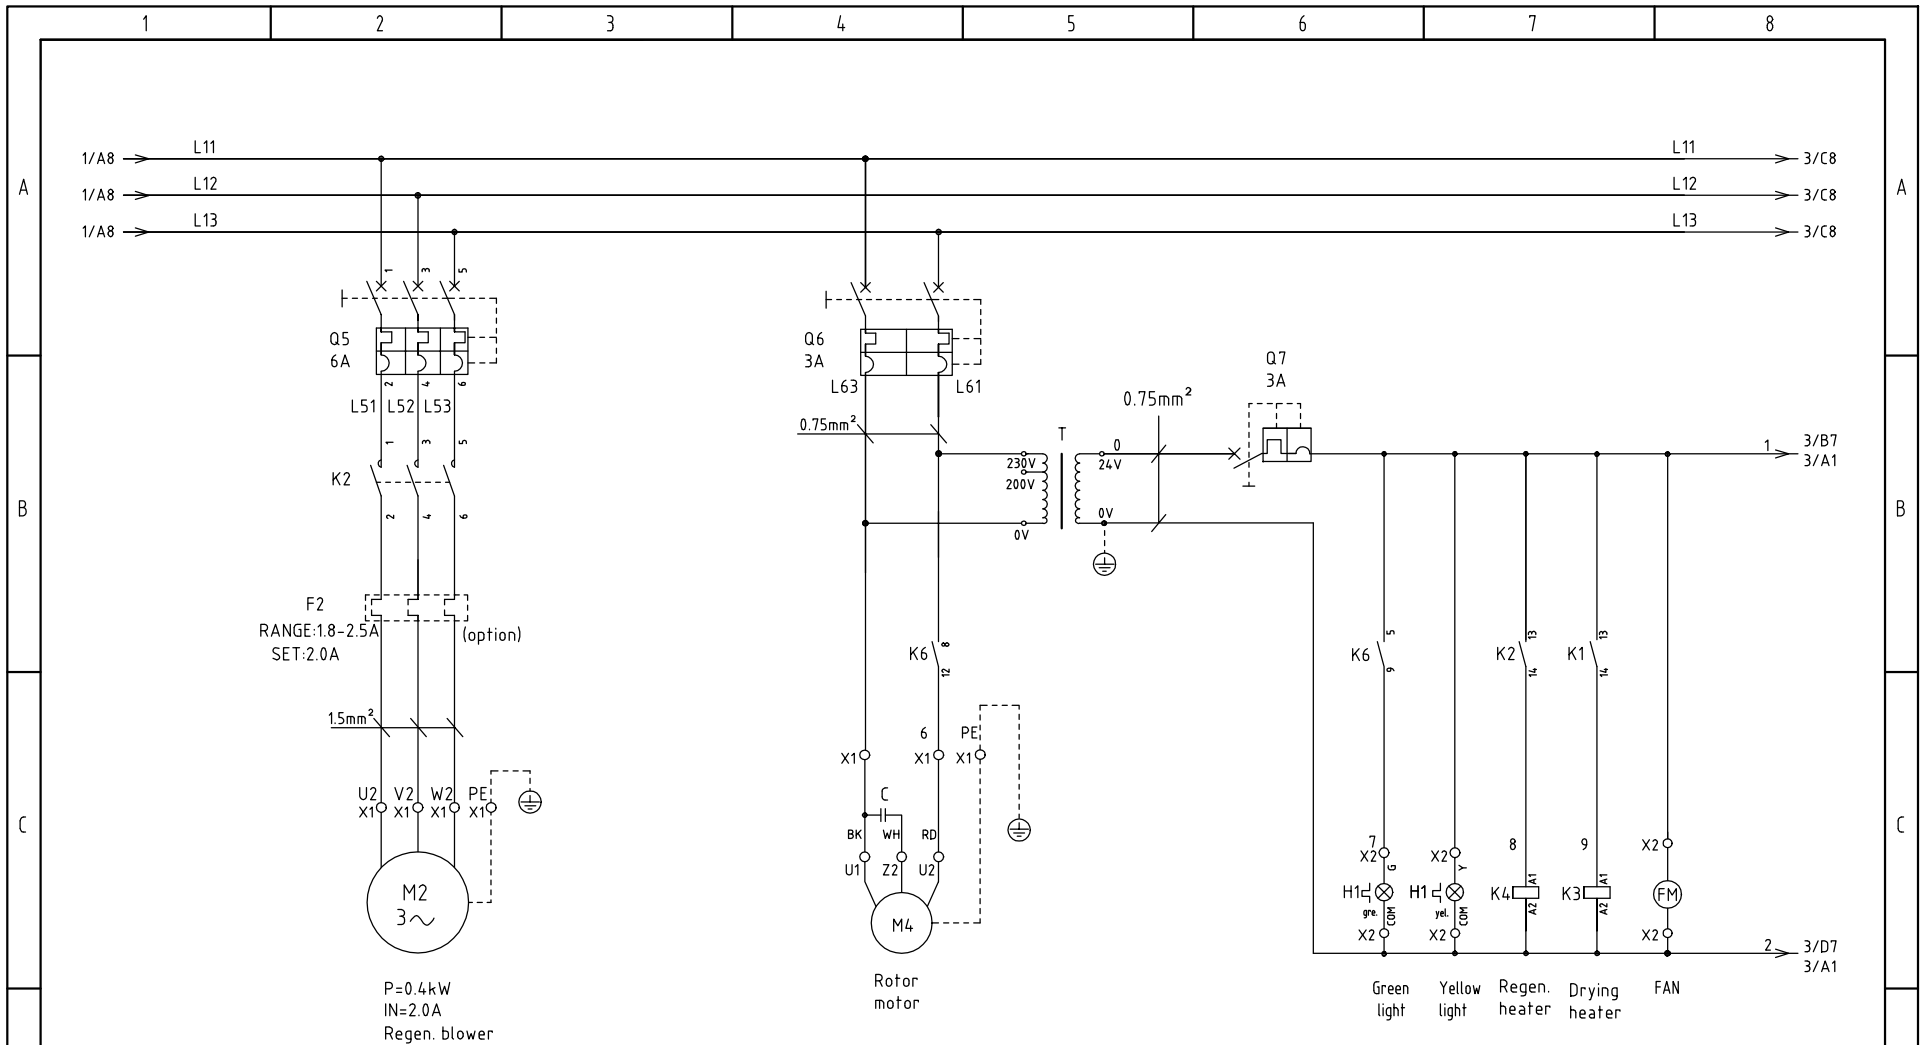 1 2 3 4 5 6 7 8
A
A
B
B
C
C
1/A8
L11
L11
3/C8
1/A8
L12
L12
3/C8
1/A8
L13
L13
3/C8
1 3 5
Q5
6A
2 4 6
L51 L52 L53
1 3 5
K2
2 4 6
F2
RANGE:1.8-2.5A
SET:2.0A
(option)
1.5mm²
U2 V2 W2 PE
X1 X1 X1 X1
M2
3~
P=0.4kW
IN=2.0A
Regen. blower
Q6
3A
L63
L61
0.75mm²
K6
8
12
6
PE
X1
X1
X1
C
BK WH RD
U1 Z2 U2
M4
Rotor
motor
T
230V
200V
0V
0
24V
0V
0.75mm²
Q7
3A
1
3/B7
3/A1
K6
5
9
K2
13
14
K1
13
14
7
X2
G
H1
gre.
COM
X2
X2
Y
H1
yel.
COM
X2
8
K4
A1
A2
9
K3
A1
A2
X2
FM
X2
2
3/D7
3/A1
Green
light
Yellow
light
Regen.
heater
Drying
heater
FAN